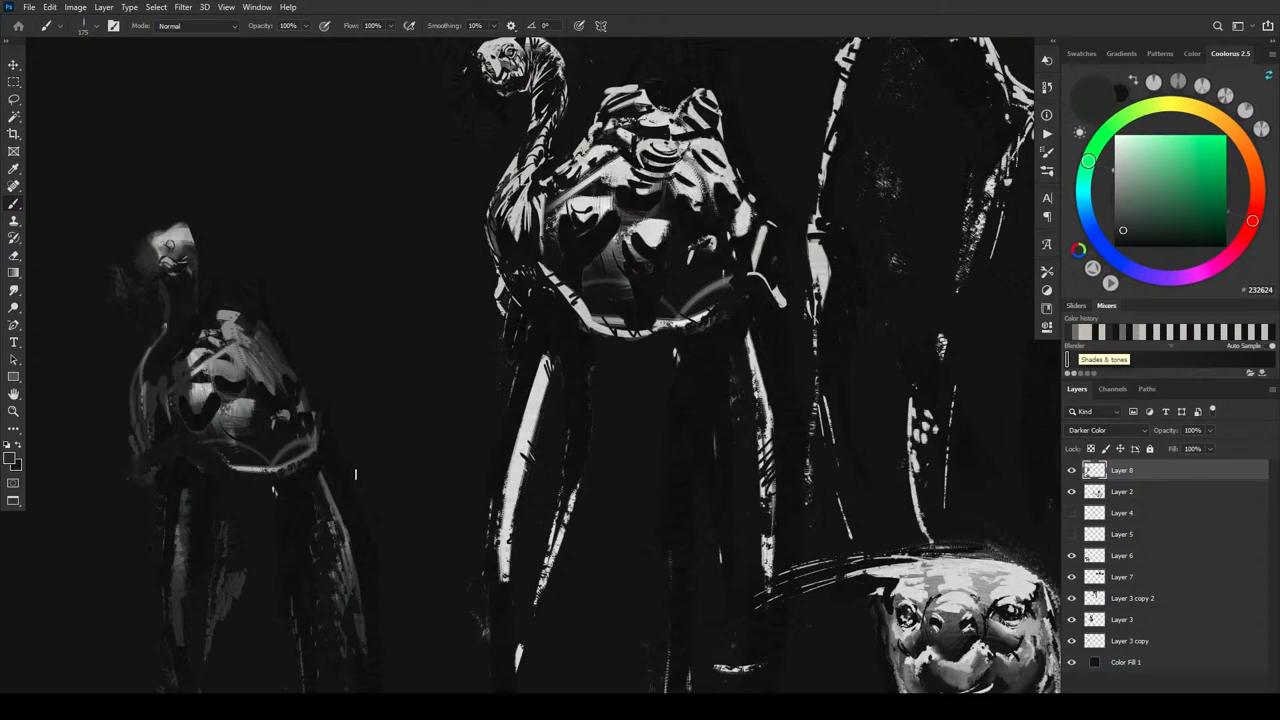 Ps File Edit Image Layer Type Select Filter 3D View Window Help
175 Mode: Normal Opacity: 100% Flow: 100% Smoothing: 10% 0°
Swatches Gradients Patterns Color Coolorus 2.5
# 232624
Sliders Mixers
Color history
Blender Auto Sample
Shades & tones
Layers Channels Paths
Kind
Darker Color Opacity: 100%
Lock: Fill: 100%
Layer 8
Layer 2
Layer 4
Layer 5
Layer 6
Layer 7
Layer 3 copy 2
Layer 3
Layer 3 copy
Color Fill 1